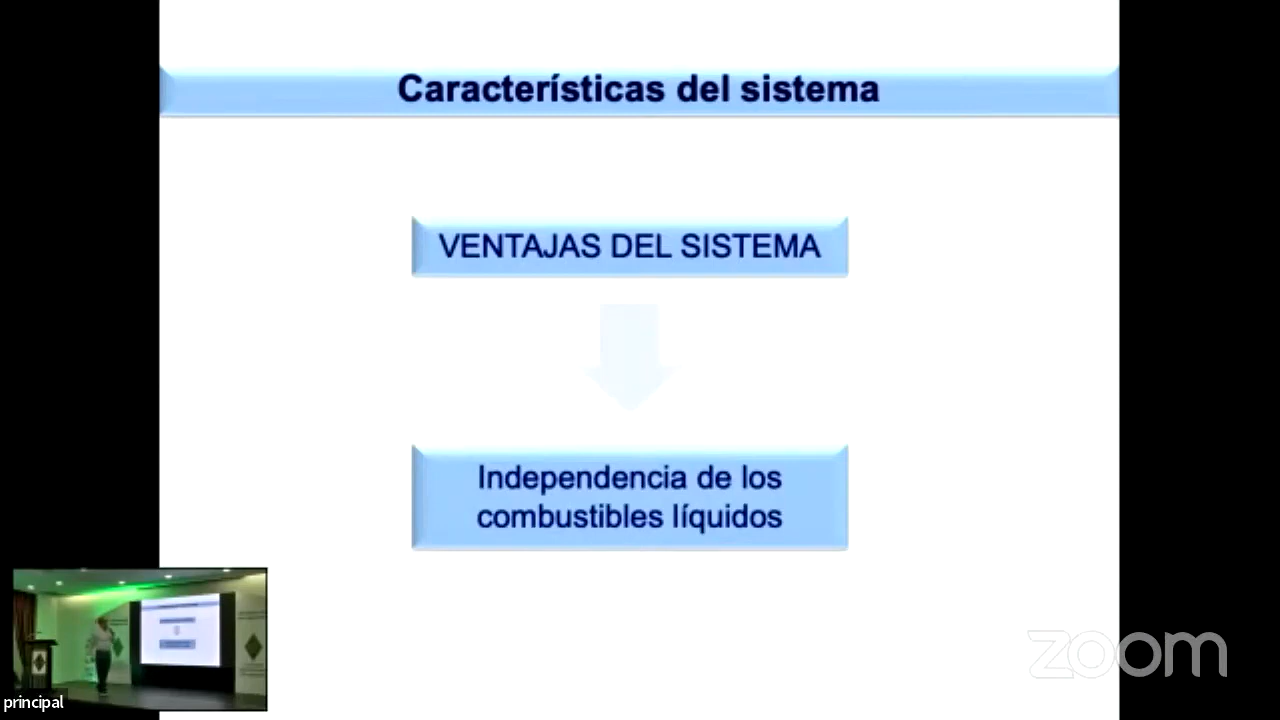 Características del sistema
VENTAJAS DEL SISTEMA
Independencia de los
combustibles líquidos
principal
zoom